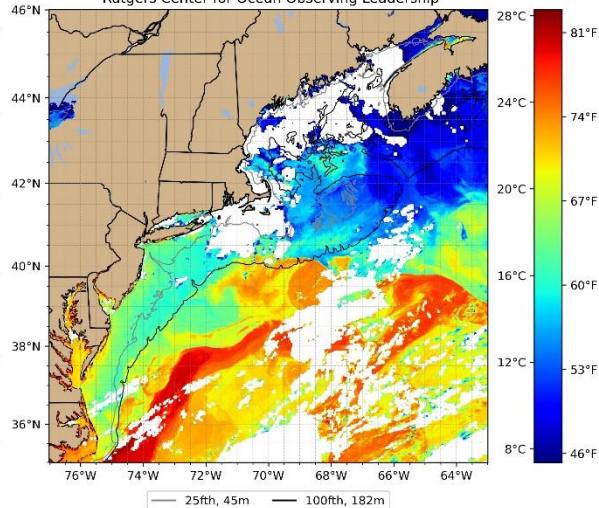 Rutgers Center for Ocean Observing Leadership
46°N
44°N
42°N
40°N
38°N
36°N
76°W 74°W 72°W 70°W 68°W 66°W 64°W
28°C
24°C
20°C
16°C
12°C
8°C
81°F
74°F
67°F
60°F
53°F
46°F
25fth, 45m 100fth, 182m